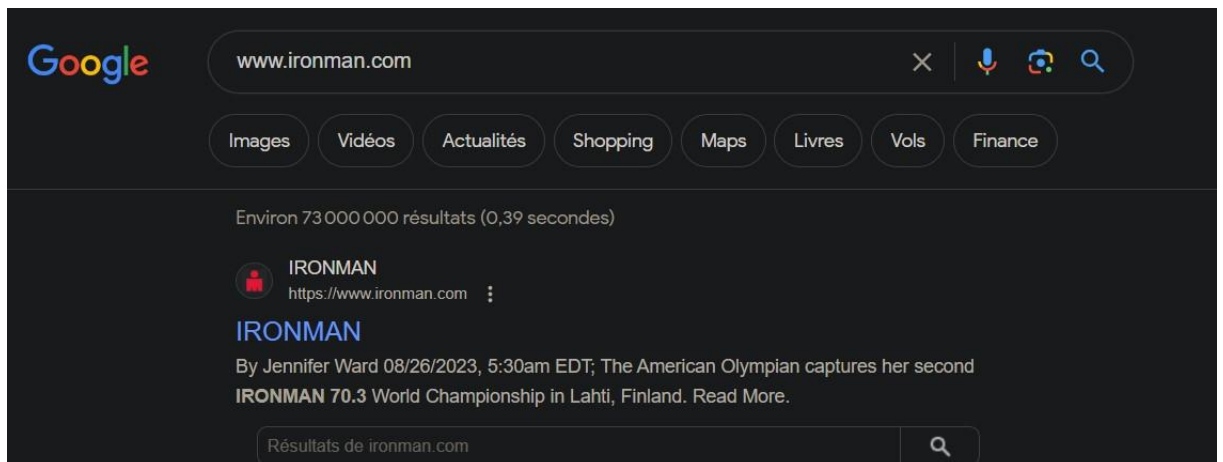 Google
www.ironman.com
Images Vidéos Actualités Shopping Maps Livres Vols Finance
Environ 73 000 000 résultats (0,39 secondes)
IRONMAN
https://www.ironman.com
IRONMAN
By Jennifer Ward 08/26/2023, 5:30am EDT; The American Olympian captures her second
IRONMAN 70.3 World Championship in Lahti, Finland. Read More.
Résultats de ironman.com